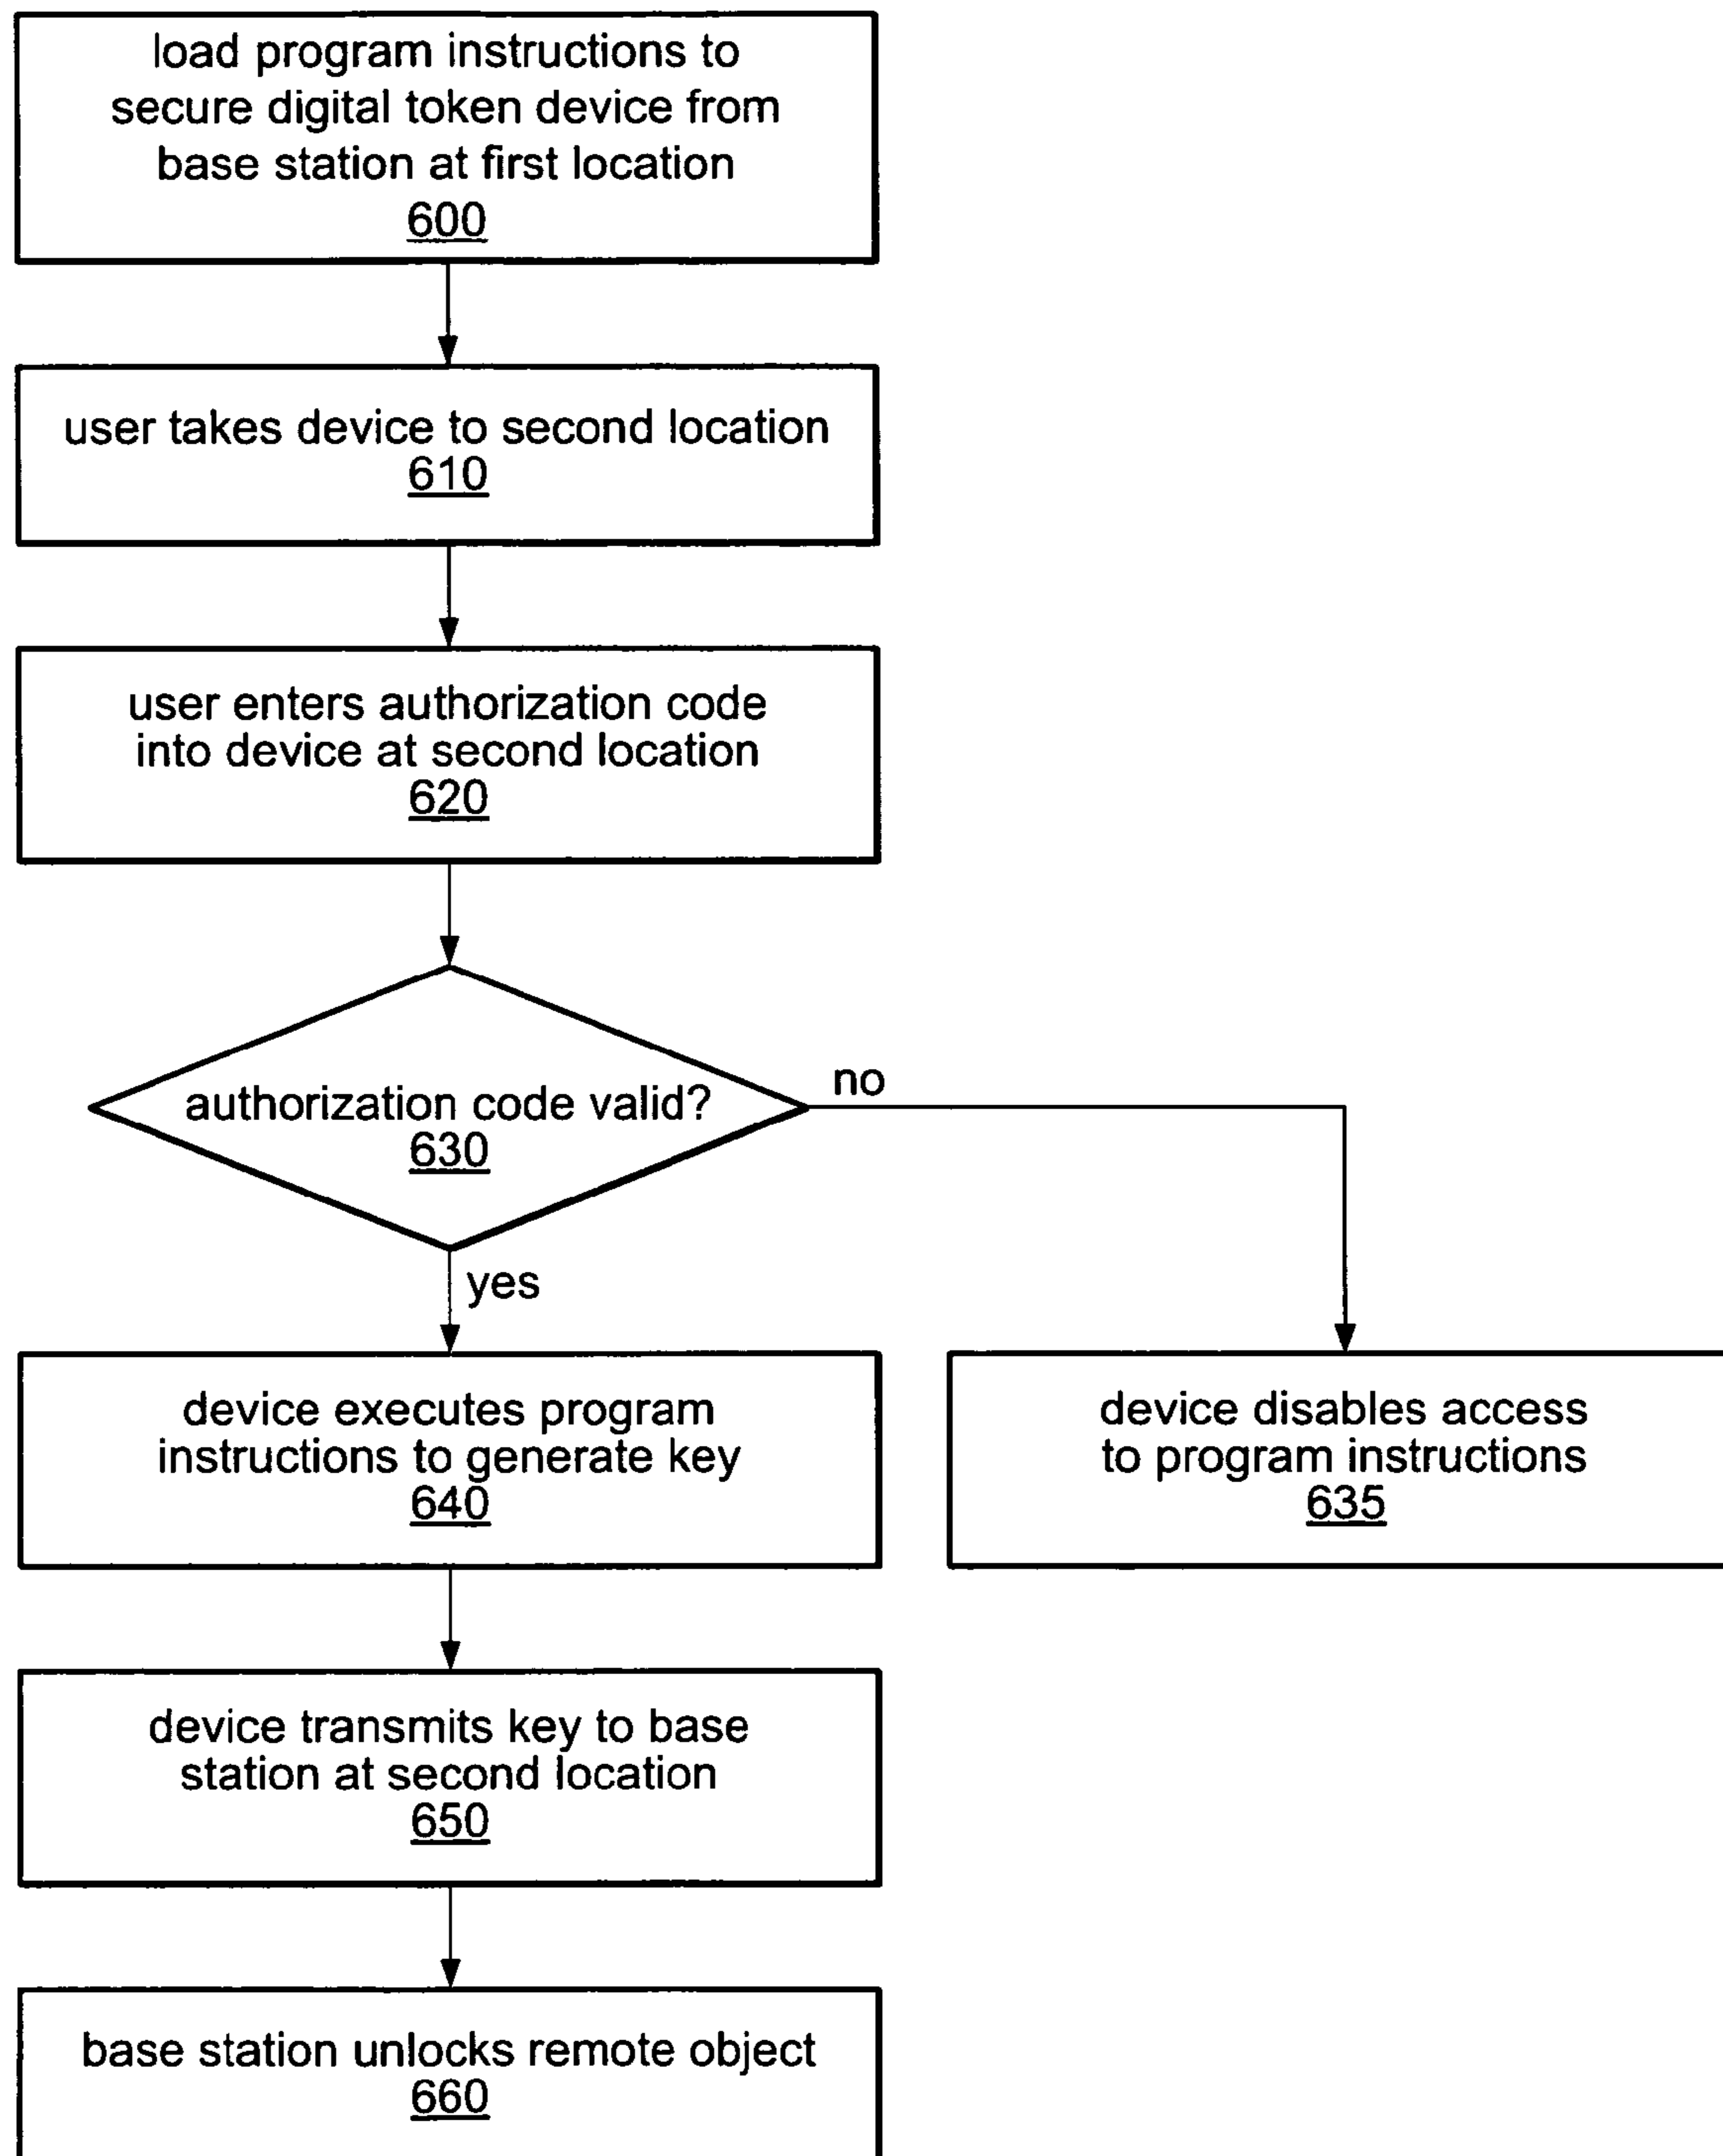 load program instructions to
secure digital token device from
base station at first location
600
user takes device to second location
610
user enters authorization code
into device at second location
620
authorization code valid?
630
no
yes
device executes program
instructions to generate key
640
device disables access
to program instructions
635
device transmits key to base
station at second location
650
base station unlocks remote object
660